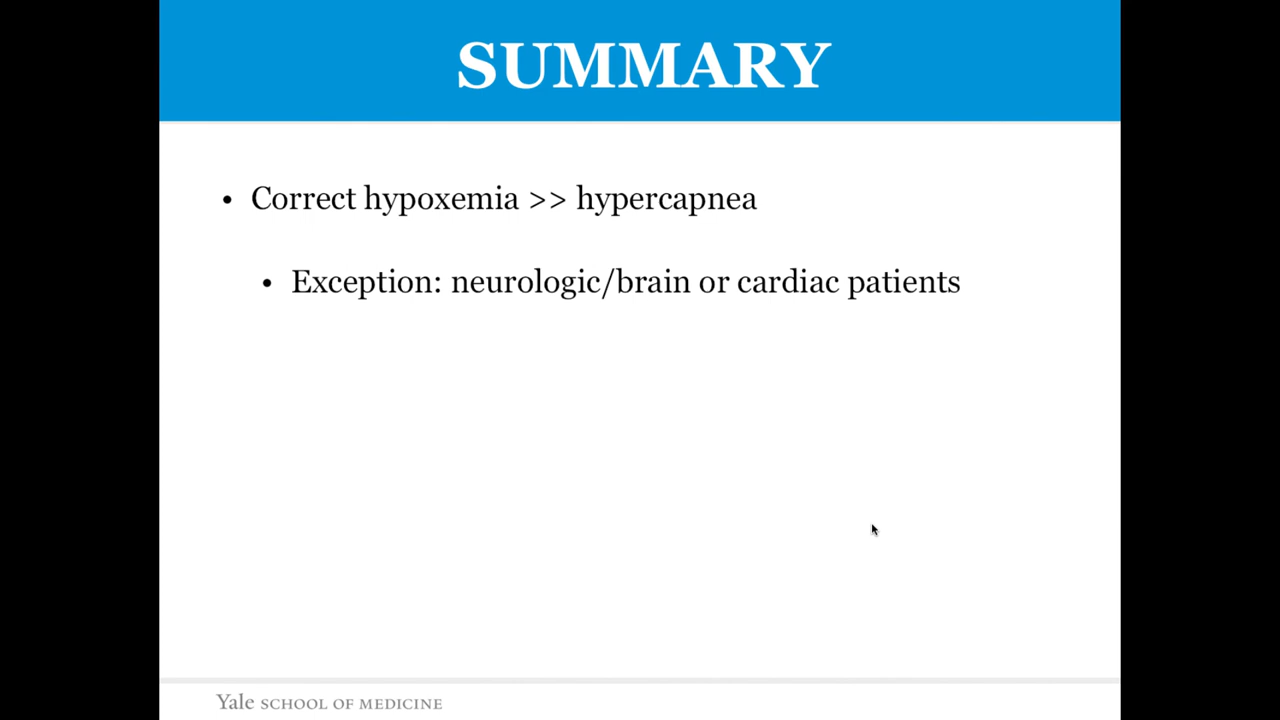 SUMMARY
• Correct hypoxemia >> hypercapnea
• Exception: neurologic/brain or cardiac patients
Yale SCHOOL OF MEDICINE